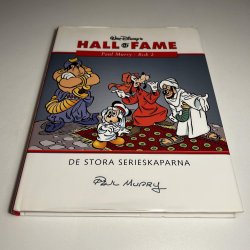 Walt Disney's
HALL OF FAME
Paul Murry - Bok 2
DE STORA SERIESKAPARNA
Paul Murry